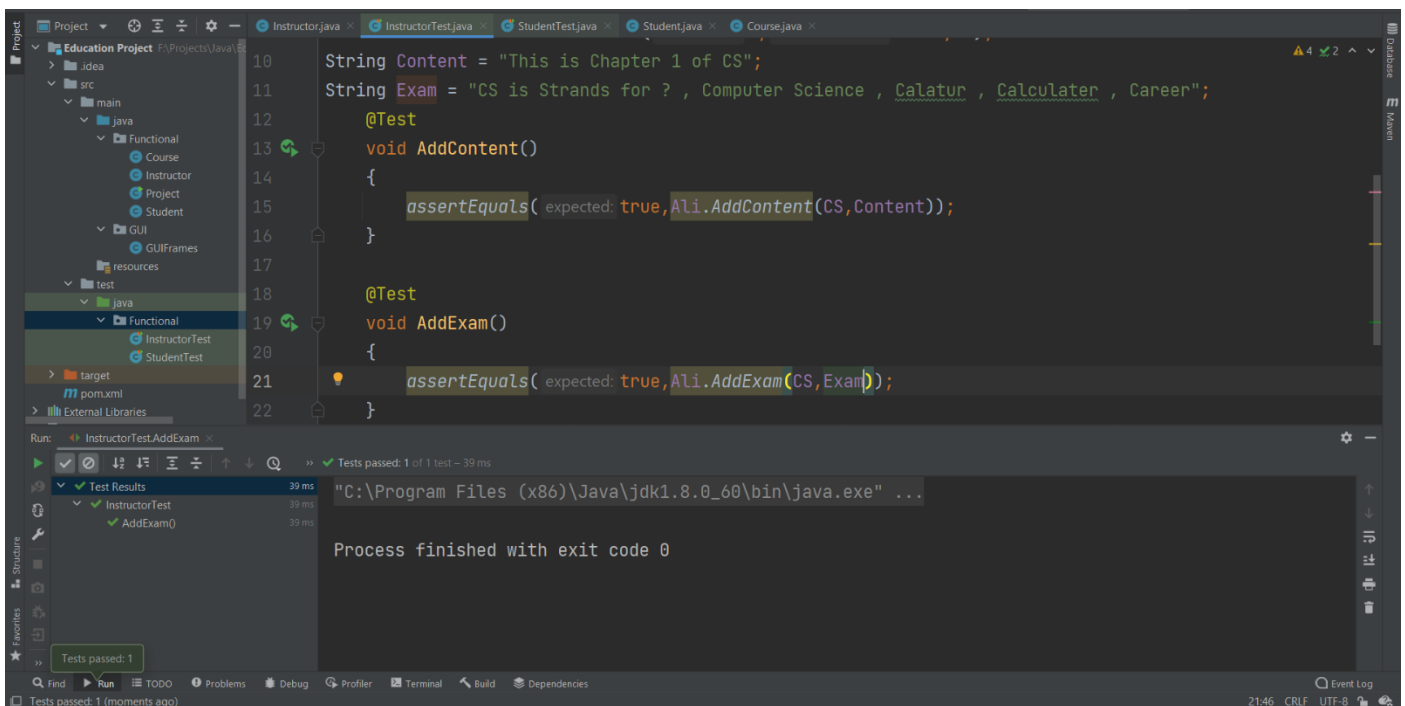 Project
Instructor.java
InstructorTest.java
StudentTest.java
Student.java
Course.java
Education Project F:\Projects\Java\Ec
.idea
src
main
java
Functional
Course
Instructor
Project
Student
GUI
GUIFrames
resources
test
java
Functional
InstructorTest
StudentTest
target
pom.xml
External Libraries
4 2
10 String Content = "This is Chapter 1 of CS";
11 String Exam = "CS is Strands for ? , Computer Science , Calatur , Calculater , Career";
12 @Test
13 void AddContent()
14 {
15 assertEquals( expected: true,Ali.AddContent(CS,Content));
16 }
17
18 @Test
19 void AddExam()
20 {
21 assertEquals( expected: true,Ali.AddExam(CS,Exam));
22 }
Project
Structure
Favorites
Database
Maven
Run: InstructorTest.AddExam
Tests passed: 1 of 1 test – 39 ms
Test Results 39 ms
InstructorTest 39 ms
AddExam() 39 ms
"C:\Program Files (x86)\Java\jdk1.8.0_60\bin\java.exe" ...
Process finished with exit code 0
Tests passed: 1
Find Run TODO Problems Debug Profiler Terminal Build Dependencies Event Log
Tests passed: 1 (moments ago) 21:46 CRLF UTF-8